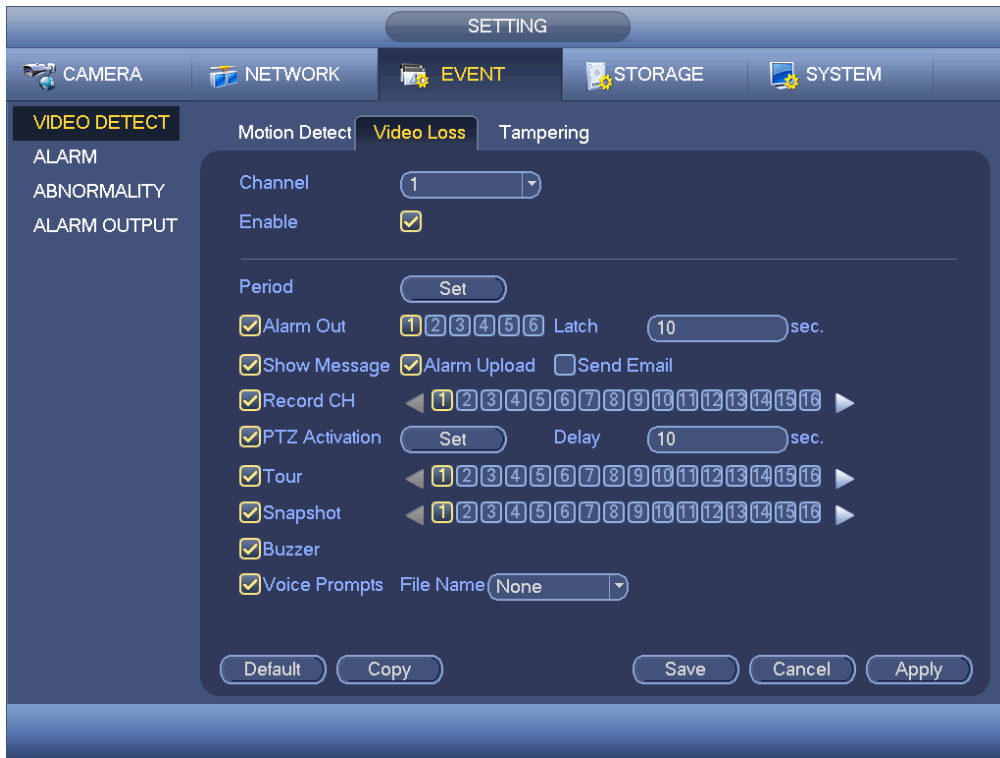 SETTING
CAMERA NETWORK EVENT STORAGE SYSTEM
VIDEO DETECT
ALARM
ABNORMALITY
ALARM OUTPUT
Motion Detect Video Loss Tampering
Channel 1
Enable
Period Set
Alarm Out 1 2 3 4 5 6 Latch 10 sec.
Show Message Alarm Upload Send Email
Record CH 1 2 3 4 5 6 7 8 9 10 11 12 13 14 15 16
PTZ Activation Set Delay 10 sec.
Tour 1 2 3 4 5 6 7 8 9 10 11 12 13 14 15 16
Snapshot 1 2 3 4 5 6 7 8 9 10 11 12 13 14 15 16
Buzzer
Voice Prompts File Name None
Default Copy Save Cancel Apply